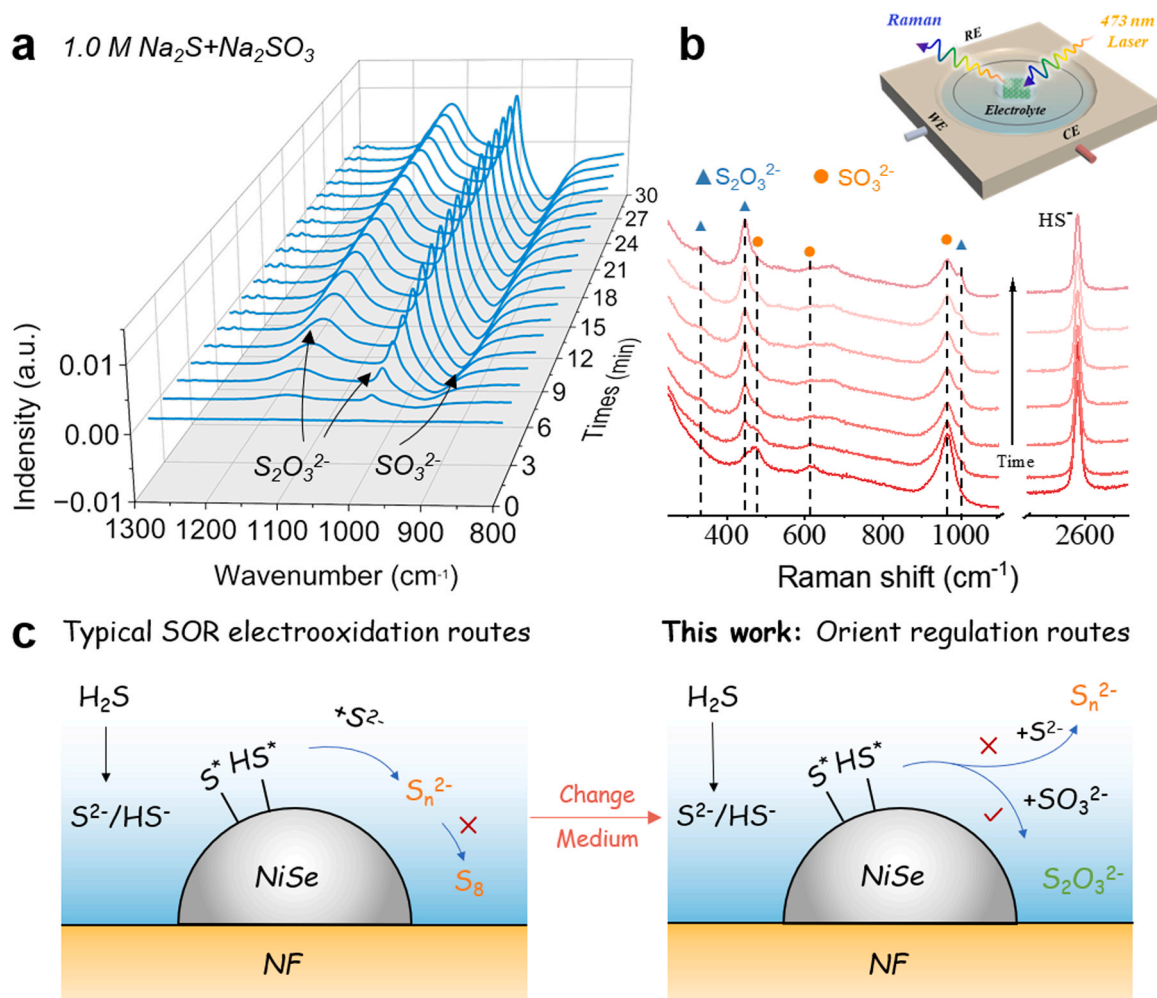 a
1.0 M Na₂S+Na₂SO₃
Indensity (a.u.)
0.01
0.00
−0.01
1300 1200 1100 1000 900 800
Wavenumber (cm⁻¹)
30
27
24
21
18
15
12
9
6
3
0
Times (min)
S₂O₃²⁻
SO₃²⁻
b
Raman
RE
473 nm
Laser
Electrolyte
WE
CE
▲ S₂O₃²⁻ ● SO₃²⁻
HS⁻
Time
400 600 800 1000 2600
Raman shift (cm⁻¹)
c Typical SOR electrooxidation routes
H₂S
S²⁻/HS⁻
S* HS*
+S²⁻
Sₙ²⁻
S₈
NiSe
NF
Change
Medium
This work: Orient regulation routes
H₂S
S²⁻/HS⁻
S* HS*
+S²⁻
Sₙ²⁻
+SO₃²⁻
S₂O₃²⁻
NiSe
NF